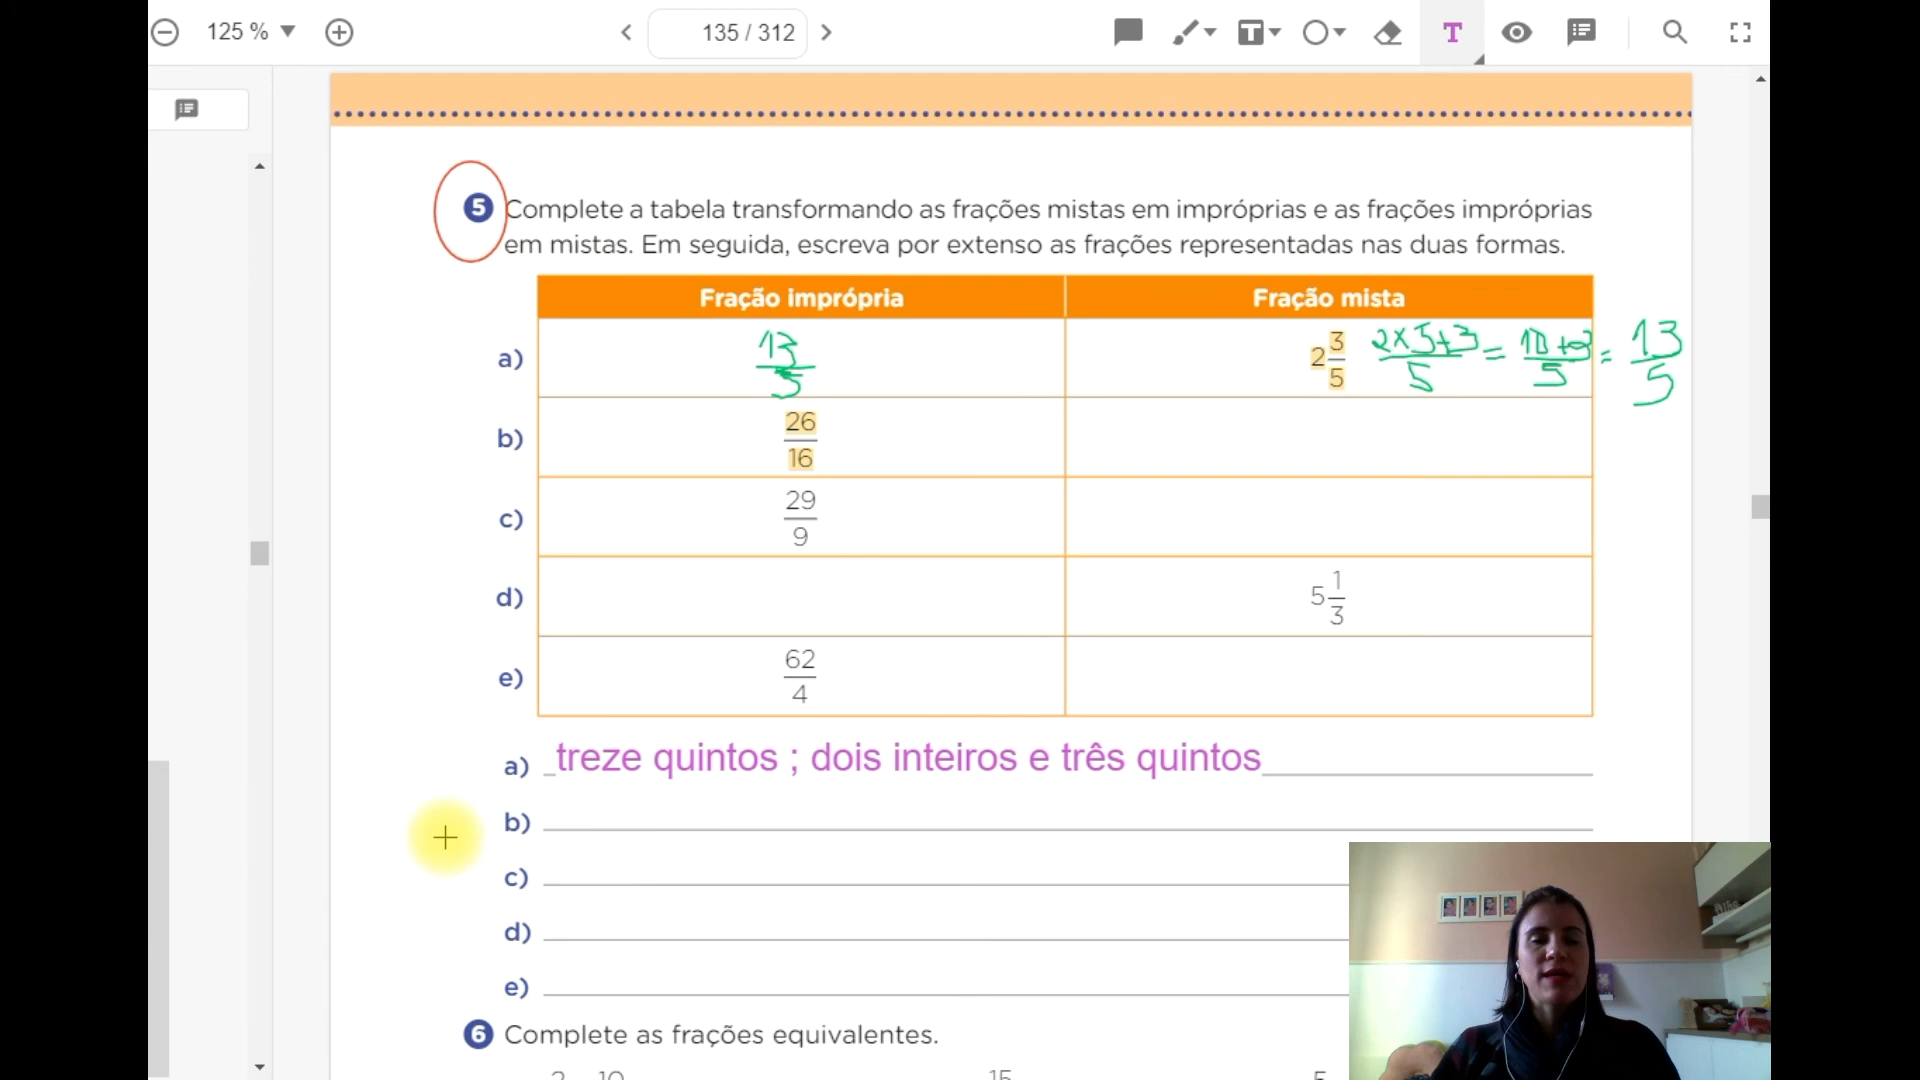 125 %
135 / 312
5 Complete a tabela transformando as frações mistas em impróprias e as frações impróprias
em mistas. Em seguida, escreva por extenso as frações representadas nas duas formas.
Fração imprópria Fração mista
a) 13/5 2 3/5 2x5+3/5 = 10+3/5 = 13/5
b) 26/16
c) 29/9
d) 5 1/3
e) 62/4
a) treze quintos ; dois inteiros e três quintos
b)
c)
d)
e)
6 Complete as frações equivalentes.